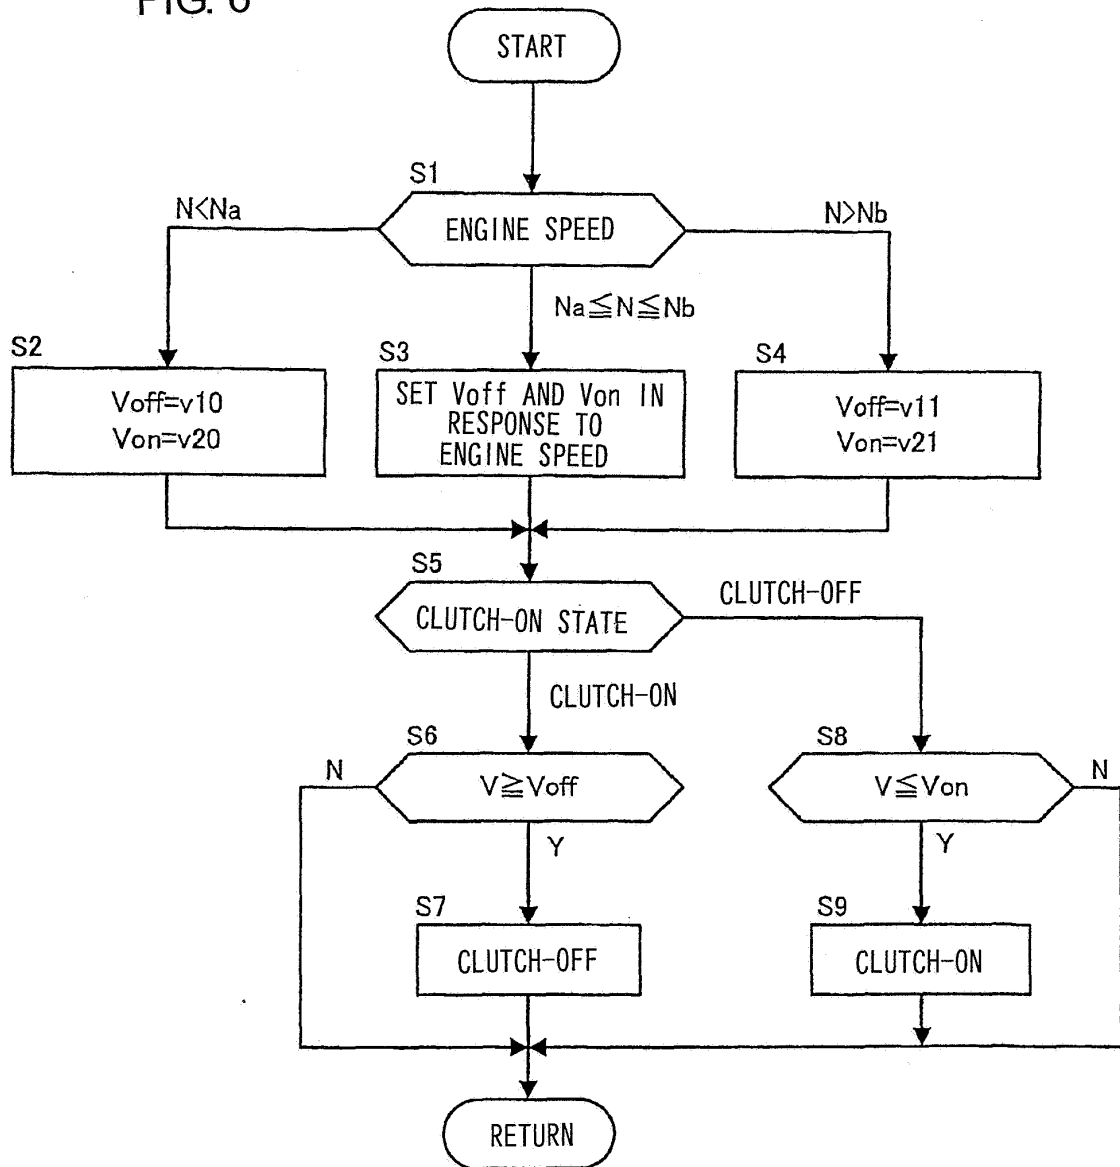 FIG. 6
START
S1
N<Na
ENGINE SPEED
N>Nb
Na≦N≦Nb
S2
Voff=v10
Von=v20
S3
SET Voff AND Von IN
RESPONSE TO
ENGINE SPEED
S4
Voff=v11
Von=v21
S5
CLUTCH-ON STATE
CLUTCH-OFF
CLUTCH-ON
S6
N
V≧Voff
Y
S8
V≦Von
N
Y
S7
CLUTCH-OFF
S9
CLUTCH-ON
RETURN